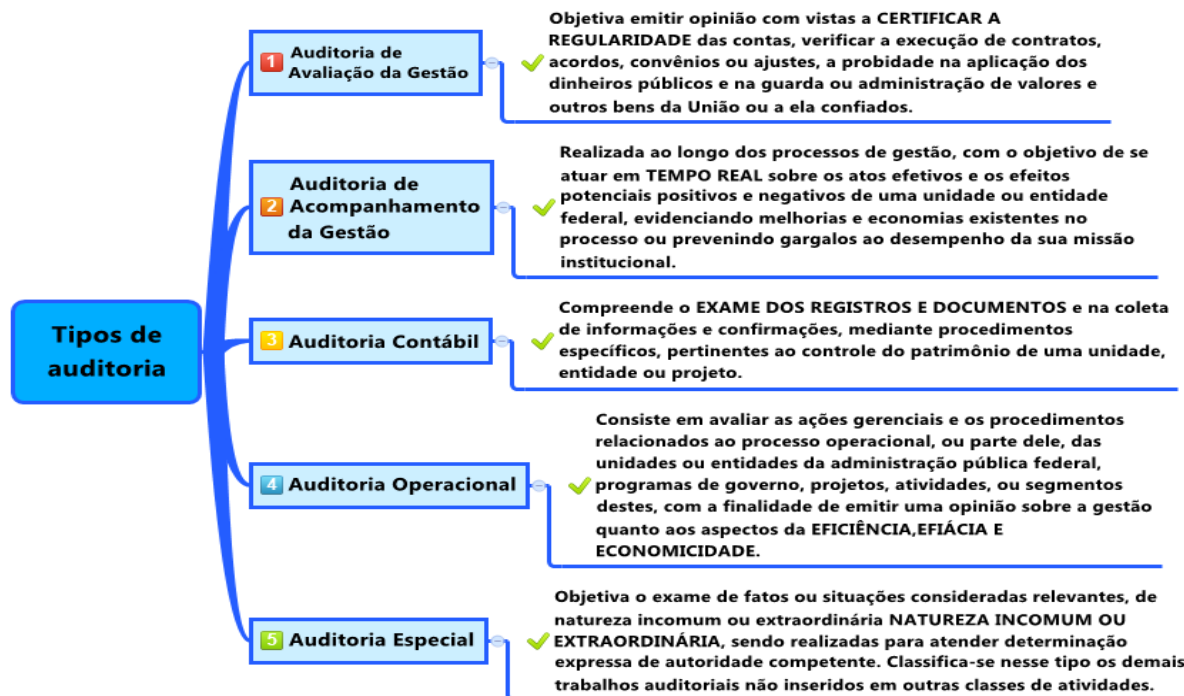 Tipos de
auditoria
1 Auditoria de
Avaliação da Gestão
Objetiva emitir opinião com vistas a CERTIFICAR A
REGULARIDADE das contas, verificar a execução de contratos,
acordos, convênios ou ajustes, a probidade na aplicação dos
dinheiros públicos e na guarda ou administração de valores e
outros bens da União ou a ela confiados.
2 Auditoria de
Acompanhamento
da Gestão
Realizada ao longo dos processos de gestão, com o objetivo de se
atuar em TEMPO REAL sobre os atos efetivos e os efeitos
potenciais positivos e negativos de uma unidade ou entidade
federal, evidenciando melhorias e economias existentes no
processo ou prevenindo gargalos ao desempenho da sua missão
institucional.
3 Auditoria Contábil
Compreende o EXAME DOS REGISTROS E DOCUMENTOS e na coleta
de informações e confirmações, mediante procedimentos
específicos, pertinentes ao controle do patrimônio de uma unidade,
entidade ou projeto.
4 Auditoria Operacional
Consiste em avaliar as ações gerenciais e os procedimentos
relacionados ao processo operacional, ou parte dele, das
unidades ou entidades da administração pública federal,
programas de governo, projetos, atividades, ou segmentos
destes, com a finalidade de emitir uma opinião sobre a gestão
quanto aos aspectos da EFICIÊNCIA,EFIÁCIA E
ECONOMICIDADE.
5 Auditoria Especial
Objetiva o exame de fatos ou situações consideradas relevantes, de
natureza incomum ou extraordinária NATUREZA INCOMUM OU
EXTRAORDINÁRIA, sendo realizadas para atender determinação
expressa de autoridade competente. Classifica-se nesse tipo os demais
trabalhos auditoriais não inseridos em outras classes de atividades.